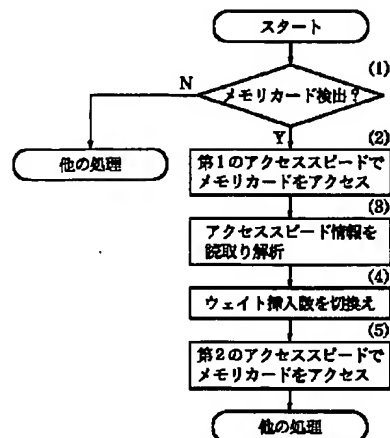 スタート
(1)
N
メモリカード検出?
Y
(2)
他の処理
第1のアクセススピードで
メモリカードをアクセス
(3)
アクセススピード情報を
読取り解析
(4)
ウェイト挿入数を切換え
(5)
第2のアクセススピードで
メモリカードをアクセス
他の処理